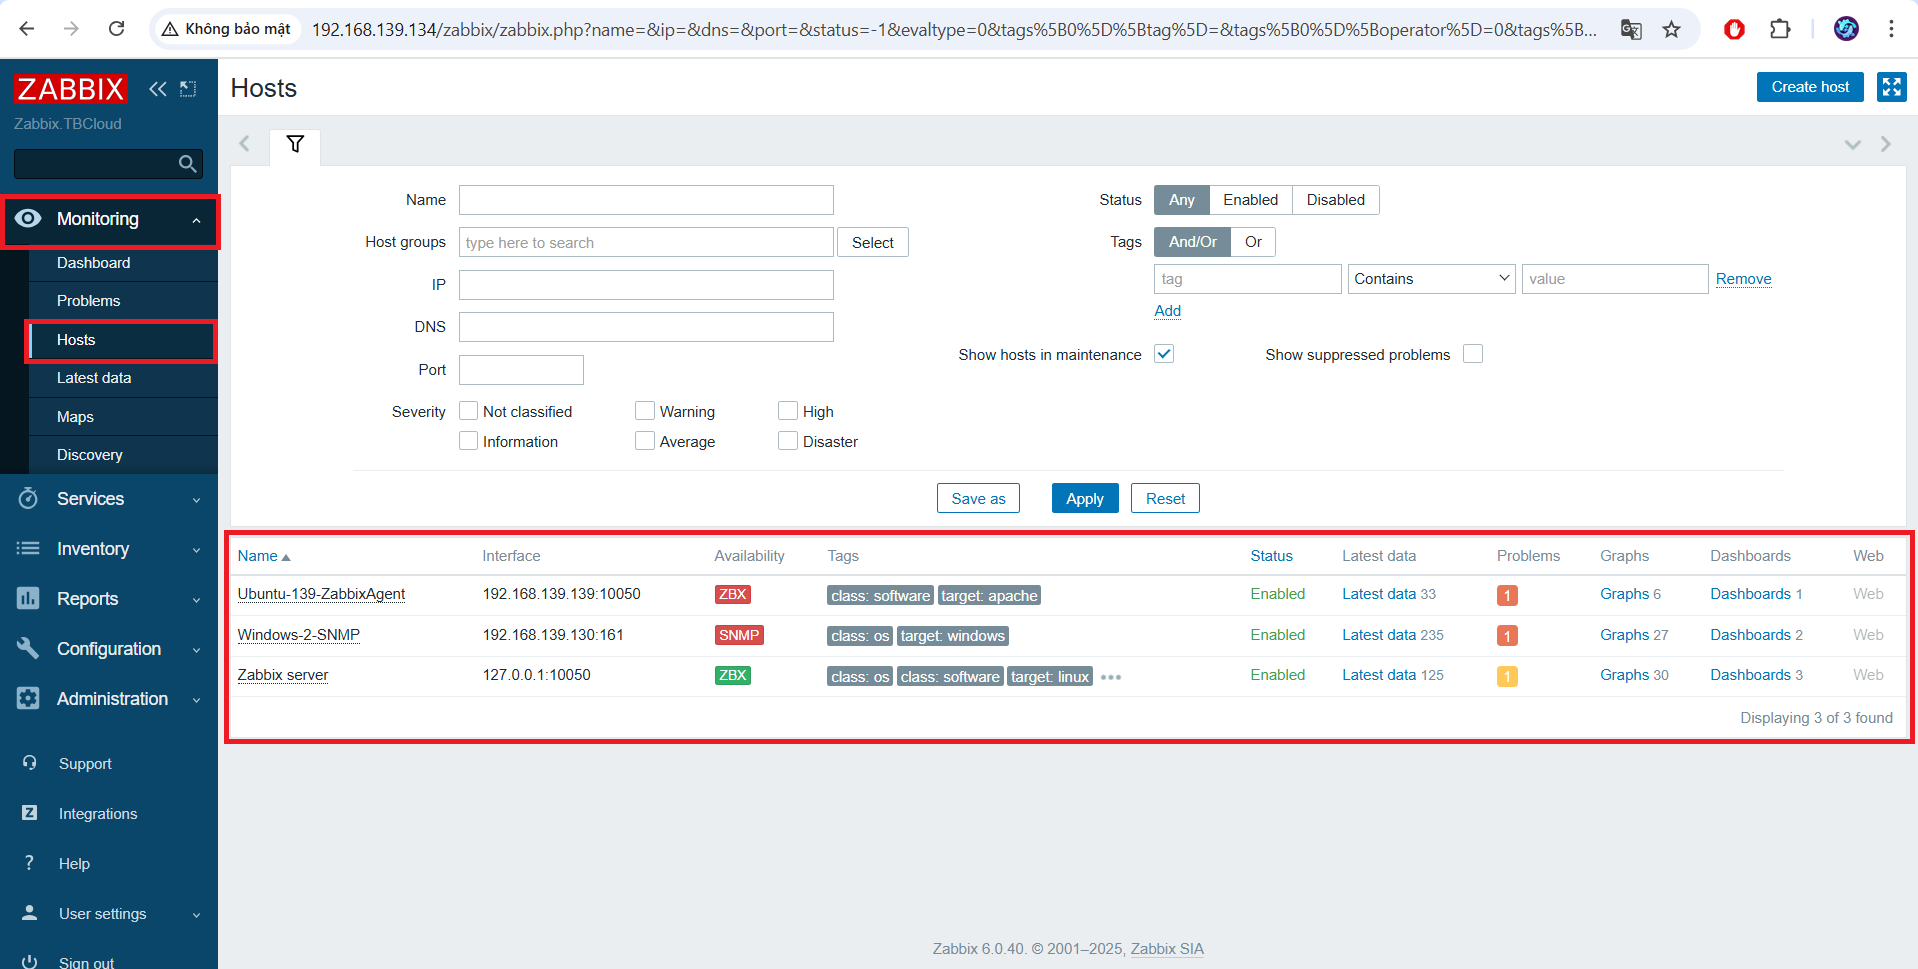 Không bảo mật
192.168.139.134/zabbix/zabbix.php?name=&ip=&dns=&port=&status=-1&evaltype=0&tags%5B0%5D%5Btag%5D=&tags%5B0%5D%5Boperator%5D=0&tags%5B...
ZABBIX
Zabbix.TBCloud
Monitoring
Dashboard
Problems
Hosts
Latest data
Maps
Discovery
Services
Inventory
Reports
Configuration
Administration
Support
Integrations
Help
User settings
Sign out
Hosts
Create host
Name
Host groups type here to search Select
IP
DNS
Port
Severity Not classified Warning High
Information Average Disaster
Status Any Enabled Disabled
Tags And/Or Or
tag Contains value Remove
Add
Show hosts in maintenance Show suppressed problems
Save as Apply Reset
Name Interface Availability Tags Status Latest data Problems Graphs Dashboards Web
Ubuntu-139-ZabbixAgent 192.168.139.139:10050 ZBX class: software target: apache Enabled Latest data 33 1 Graphs 6 Dashboards 1 Web
Windows-2-SNMP 192.168.139.130:161 SNMP class: os target: windows Enabled Latest data 235 1 Graphs 27 Dashboards 2 Web
Zabbix server 127.0.0.1:10050 ZBX class: os class: software target: linux ••• Enabled Latest data 125 1 Graphs 30 Dashboards 3 Web
Displaying 3 of 3 found
Zabbix 6.0.40. © 2001–2025, Zabbix SIA